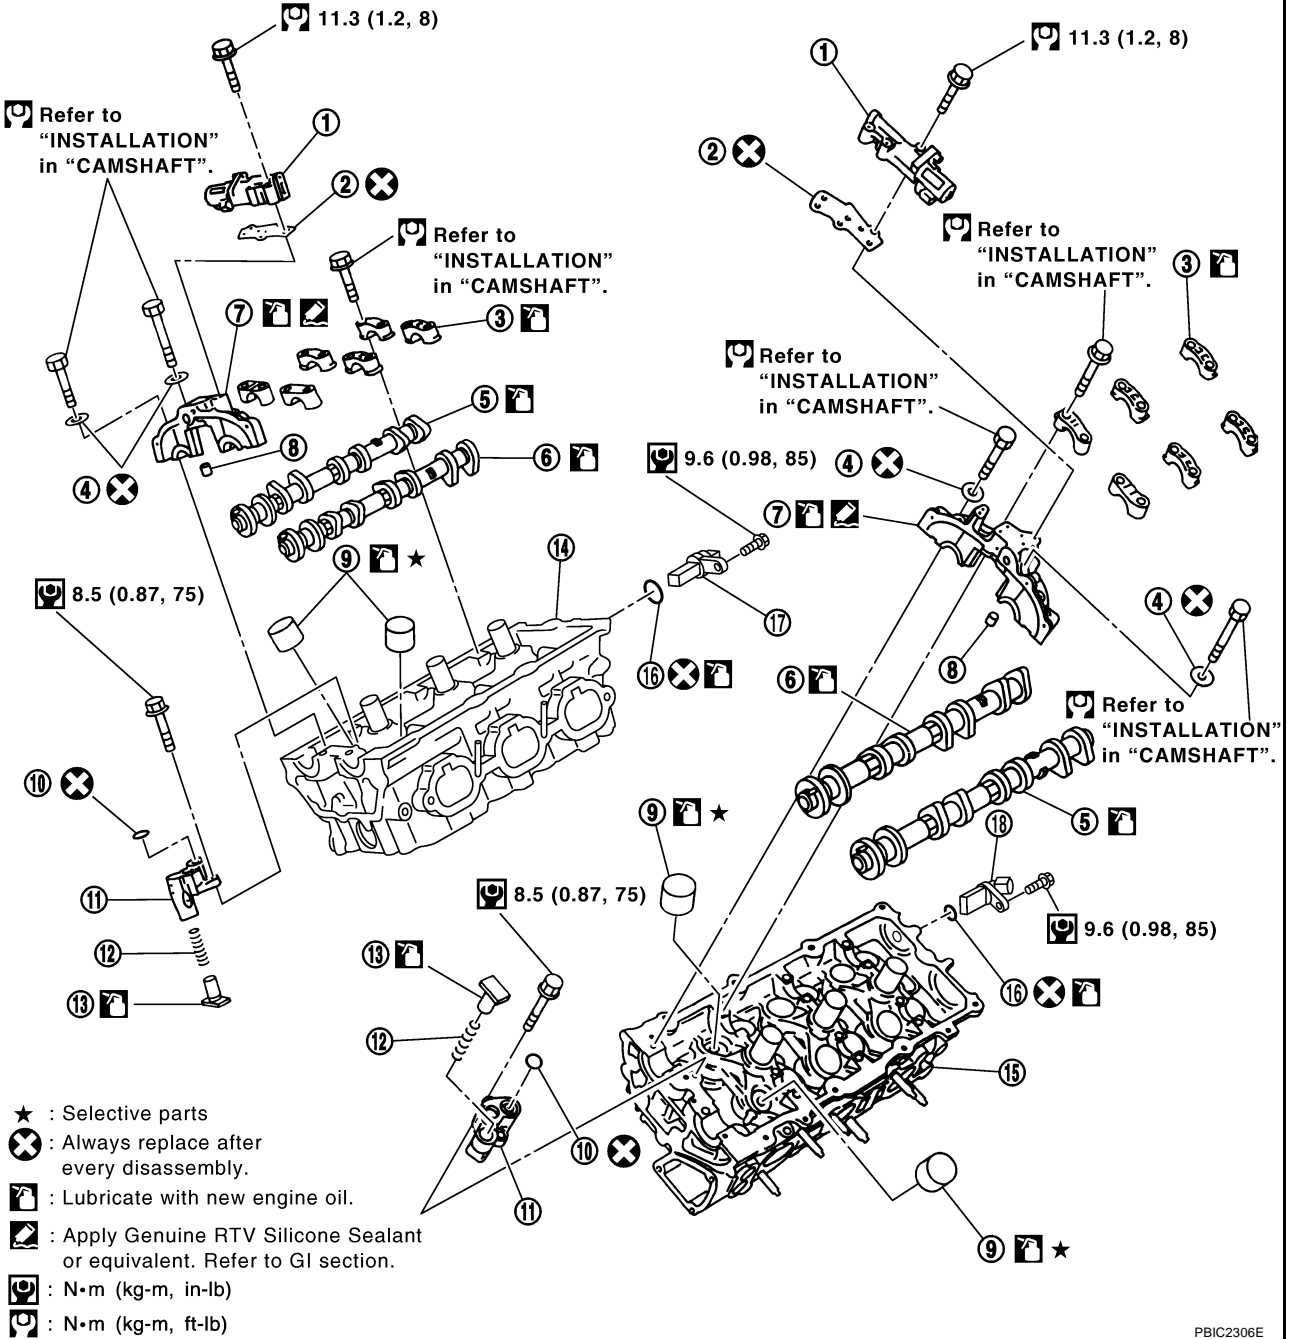 11.3 (1.2, 8)
11.3 (1.2, 8)
1
Refer to
“INSTALLATION”
in “CAMSHAFT”.
1
2
2
Refer to
“INSTALLATION”
in “CAMSHAFT”.
Refer to
“INSTALLATION”
in “CAMSHAFT”.
3
7
3
Refer to
“INSTALLATION”
in “CAMSHAFT”.
5
8
6
9.6 (0.98, 85)
4
4
7
9 ★
14
8.5 (0.87, 75)
17
4
16
6
8
Refer to
“INSTALLATION”
in “CAMSHAFT”.
10
9 ★
18
5
11
8.5 (0.87, 75)
9.6 (0.98, 85)
12
13
13
16
12
15
10
11
9 ★
★ : Selective parts
: Always replace after
every disassembly.
: Lubricate with new engine oil.
: Apply Genuine RTV Silicone Sealant
or equivalent. Refer to GI section.
: N•m (kg-m, in-lb)
: N•m (kg-m, ft-lb)
PBIC2306E